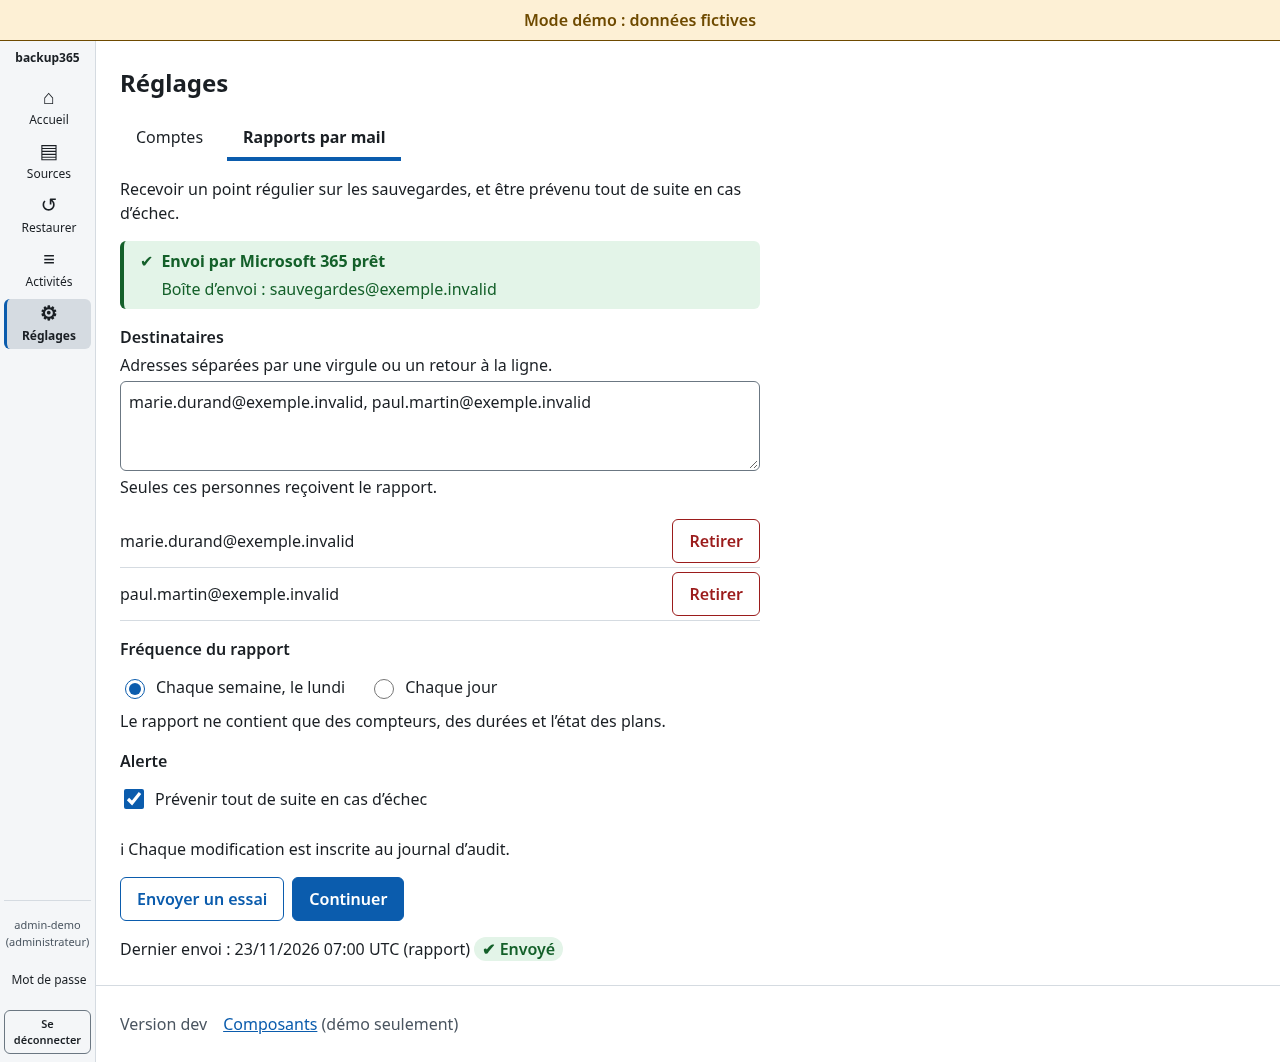 Mode démo : données fictives
backup365
Accueil
Sources
Restaurer
Activités
Réglages
admin-demo
(administrateur)
Mot de passe
Se
déconnecter
Réglages
Comptes
Rapports par mail
Recevoir un point régulier sur les sauvegardes, et être prévenu tout de suite en cas
d’échec.
✔ Envoi par Microsoft 365 prêt
Boîte d’envoi : sauvegardes@exemple.invalid
Destinataires
Adresses séparées par une virgule ou un retour à la ligne.
marie.durand@exemple.invalid, paul.martin@exemple.invalid
Seules ces personnes reçoivent le rapport.
marie.durand@exemple.invalid Retirer
paul.martin@exemple.invalid Retirer
Fréquence du rapport
Chaque semaine, le lundi Chaque jour
Le rapport ne contient que des compteurs, des durées et l’état des plans.
Alerte
Prévenir tout de suite en cas d’échec
i Chaque modification est inscrite au journal d’audit.
Envoyer un essai Continuer
Dernier envoi : 23/11/2026 07:00 UTC (rapport) ✔ Envoyé
Version dev Composants (démo seulement)